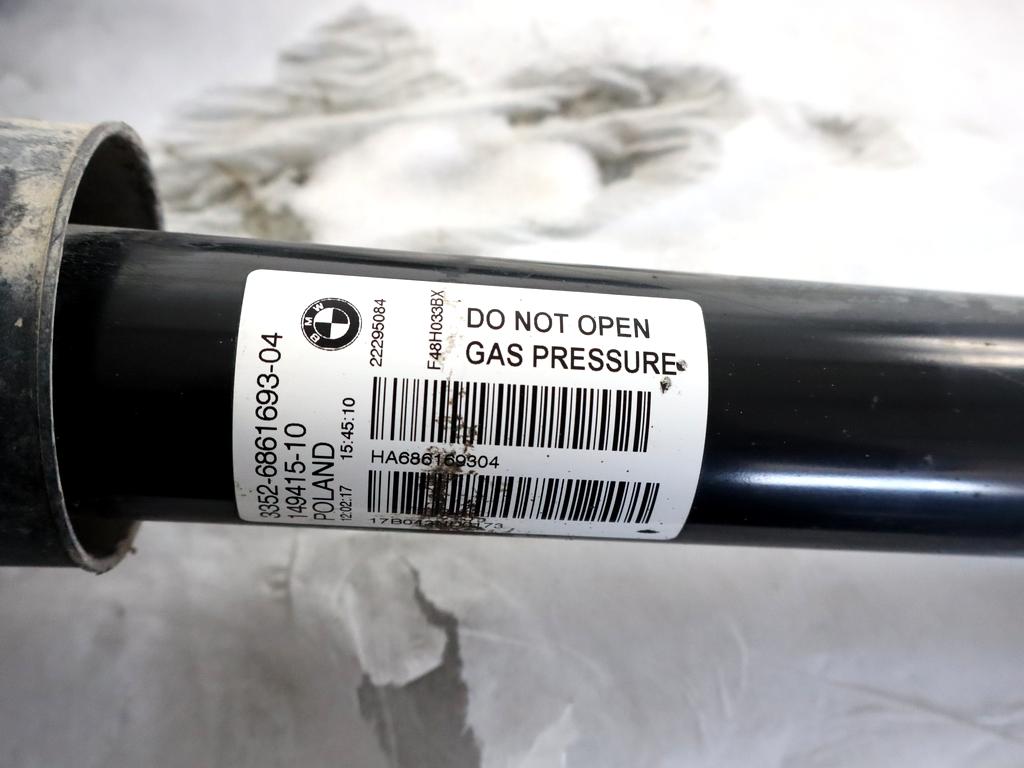 BMW
3352-6861693-04
149415-10
POLAND
12:02:17 15:45:10
22295084
F48H033BX
DO NOT OPEN
GAS PRESSURE
HA686169304